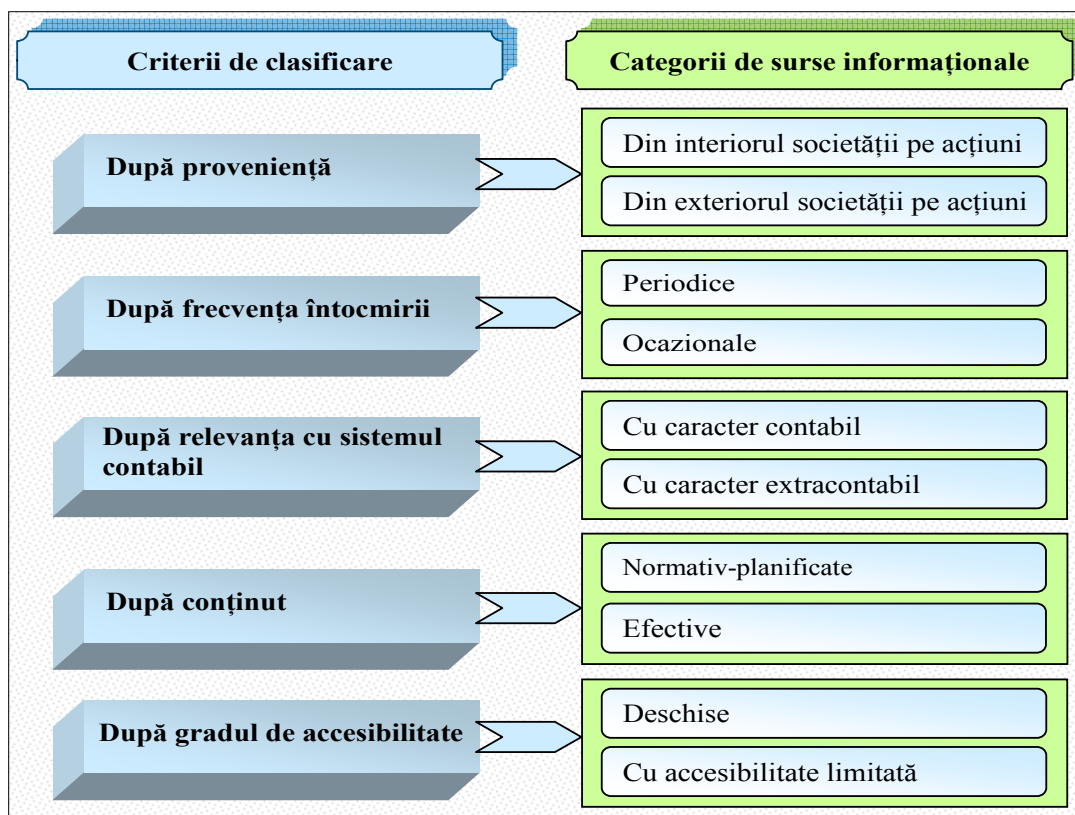 Criterii de clasificare
Categorii de surse informaționale
După proveniență
Din interiorul societății pe acțiuni
Din exteriorul societății pe acțiuni
După frecvența întocmirii
Periodice
Ocazionale
După relevanța cu sistemul
contabil
Cu caracter contabil
Cu caracter extracontabil
După conținut
Normativ-planificate
Efective
După gradul de accesibilitate
Deschise
Cu accesibilitate limitată